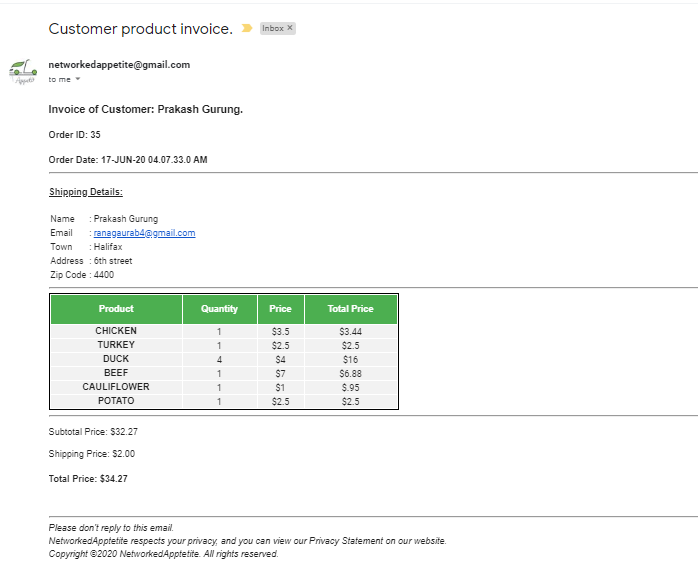 Customer product invoice.
Inbox ×
networkedappetite@gmail.com
to me
Appetit
Invoice of Customer: Prakash Gurung.
Order ID: 35
Order Date: 17-JUN-20 04.07.33.0 AM
Shipping Details:
Name : Prakash Gurung
Email : ranagaurab4@gmail.com
Town : Halifax
Address : 6th street
Zip Code : 4400
Product Quantity Price Total Price
CHICKEN 1 $3.5 $3.44
TURKEY 1 $2.5 $2.5
DUCK 4 $4 $16
BEEF 1 $7 $6.88
CAULIFLOWER 1 $1 $.95
POTATO 1 $2.5 $2.5
Subtotal Price: $32.27
Shipping Price: $2.00
Total Price: $34.27
Please don't reply to this email.
NetworkedApptetite respects your privacy, and you can view our Privacy Statement on our website.
Copyright ©2020 NetworkedApptetite. All rights reserved.